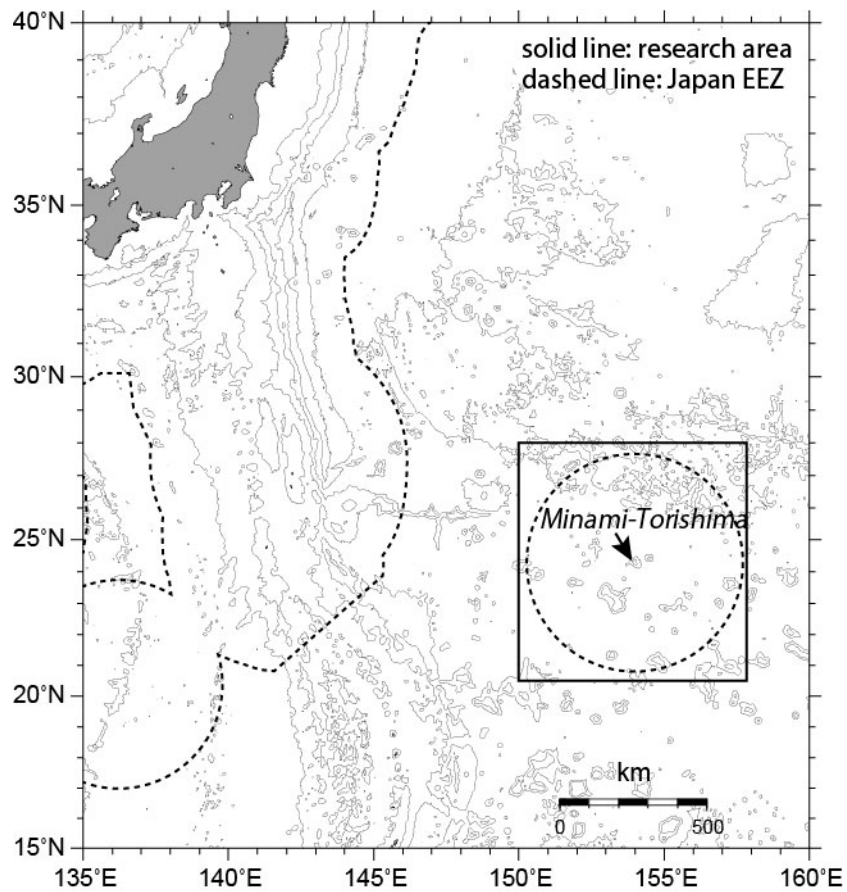 40°N
solid line: research area
dashed line: Japan EEZ
35°N
30°N
25°N
Minami-Torishima
20°N
km
0 500
15°N
135°E 140°E 145°E 150°E 155°E 160°E